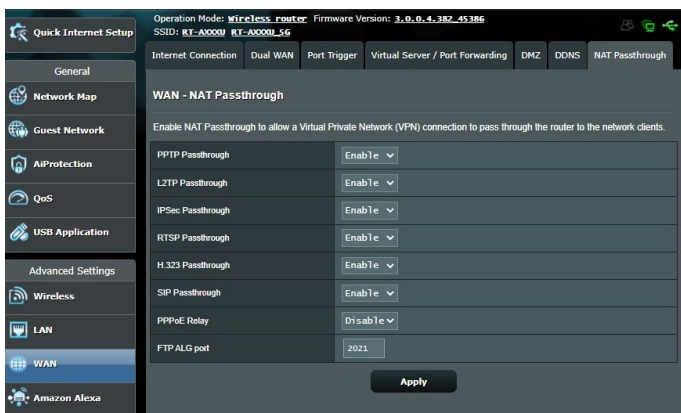 Quick Internet Setup
General
Network Map
Guest Network
AiProtection
QoS
USB Application
Advanced Settings
Wireless
LAN
WAN
Amazon Alexa
Operation Mode: Wireless router Firmware Version: 3.0.0.4.382_45386
SSID: RT-AXXXU RT-AXXXU_5G
Internet Connection Dual WAN Port Trigger Virtual Server / Port Forwarding DMZ DDNS NAT Passthrough
WAN - NAT Passthrough
Enable NAT Passthrough to allow a Virtual Private Network (VPN) connection to pass through the router to the network clients.
PPTP Passthrough Enable
L2TP Passthrough Enable
IPSec Passthrough Enable
RTSP Passthrough Enable
H.323 Passthrough Enable
SIP Passthrough Enable
PPPoE Relay Disable
FTP ALG port 2021
Apply